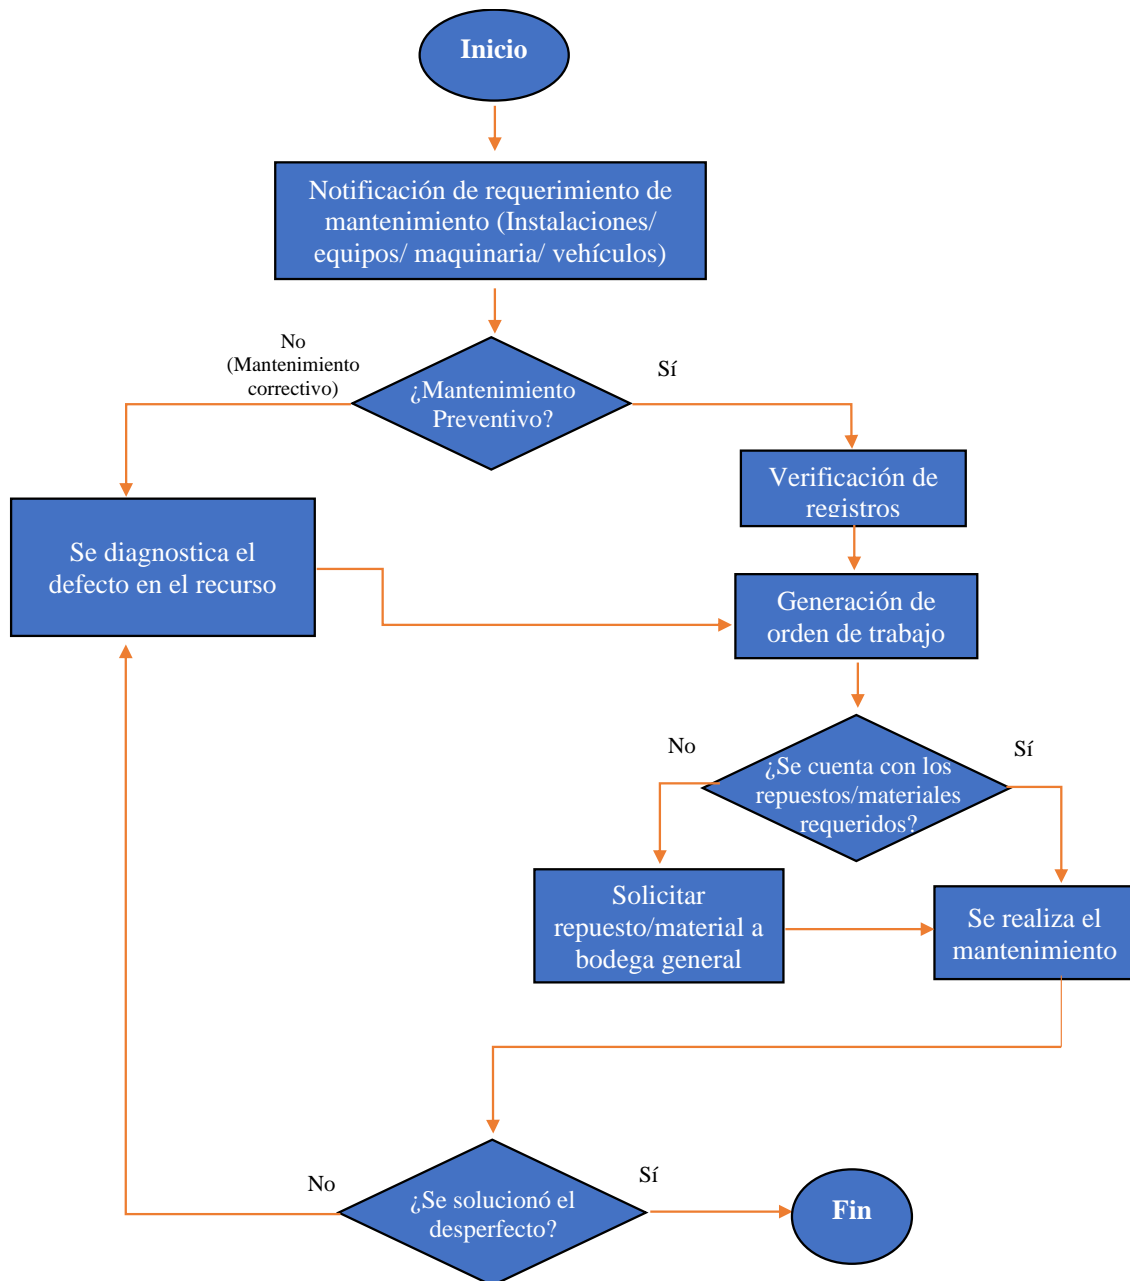 Inicio
Notificación de requerimiento de
mantenimiento (Instalaciones/
equipos/ maquinaria/ vehículos)
No
(Mantenimiento
correctivo)
¿Mantenimiento
Preventivo?
Sí
Verificación de
registros
Se diagnostica el
defecto en el recurso
Generación de
orden de trabajo
No
¿Se cuenta con los
repuestos/materiales
requeridos?
Sí
Solicitar
repuesto/material a
bodega general
Se realiza el
mantenimiento
No
¿Se solucionó el
desperfecto?
Sí
Fin